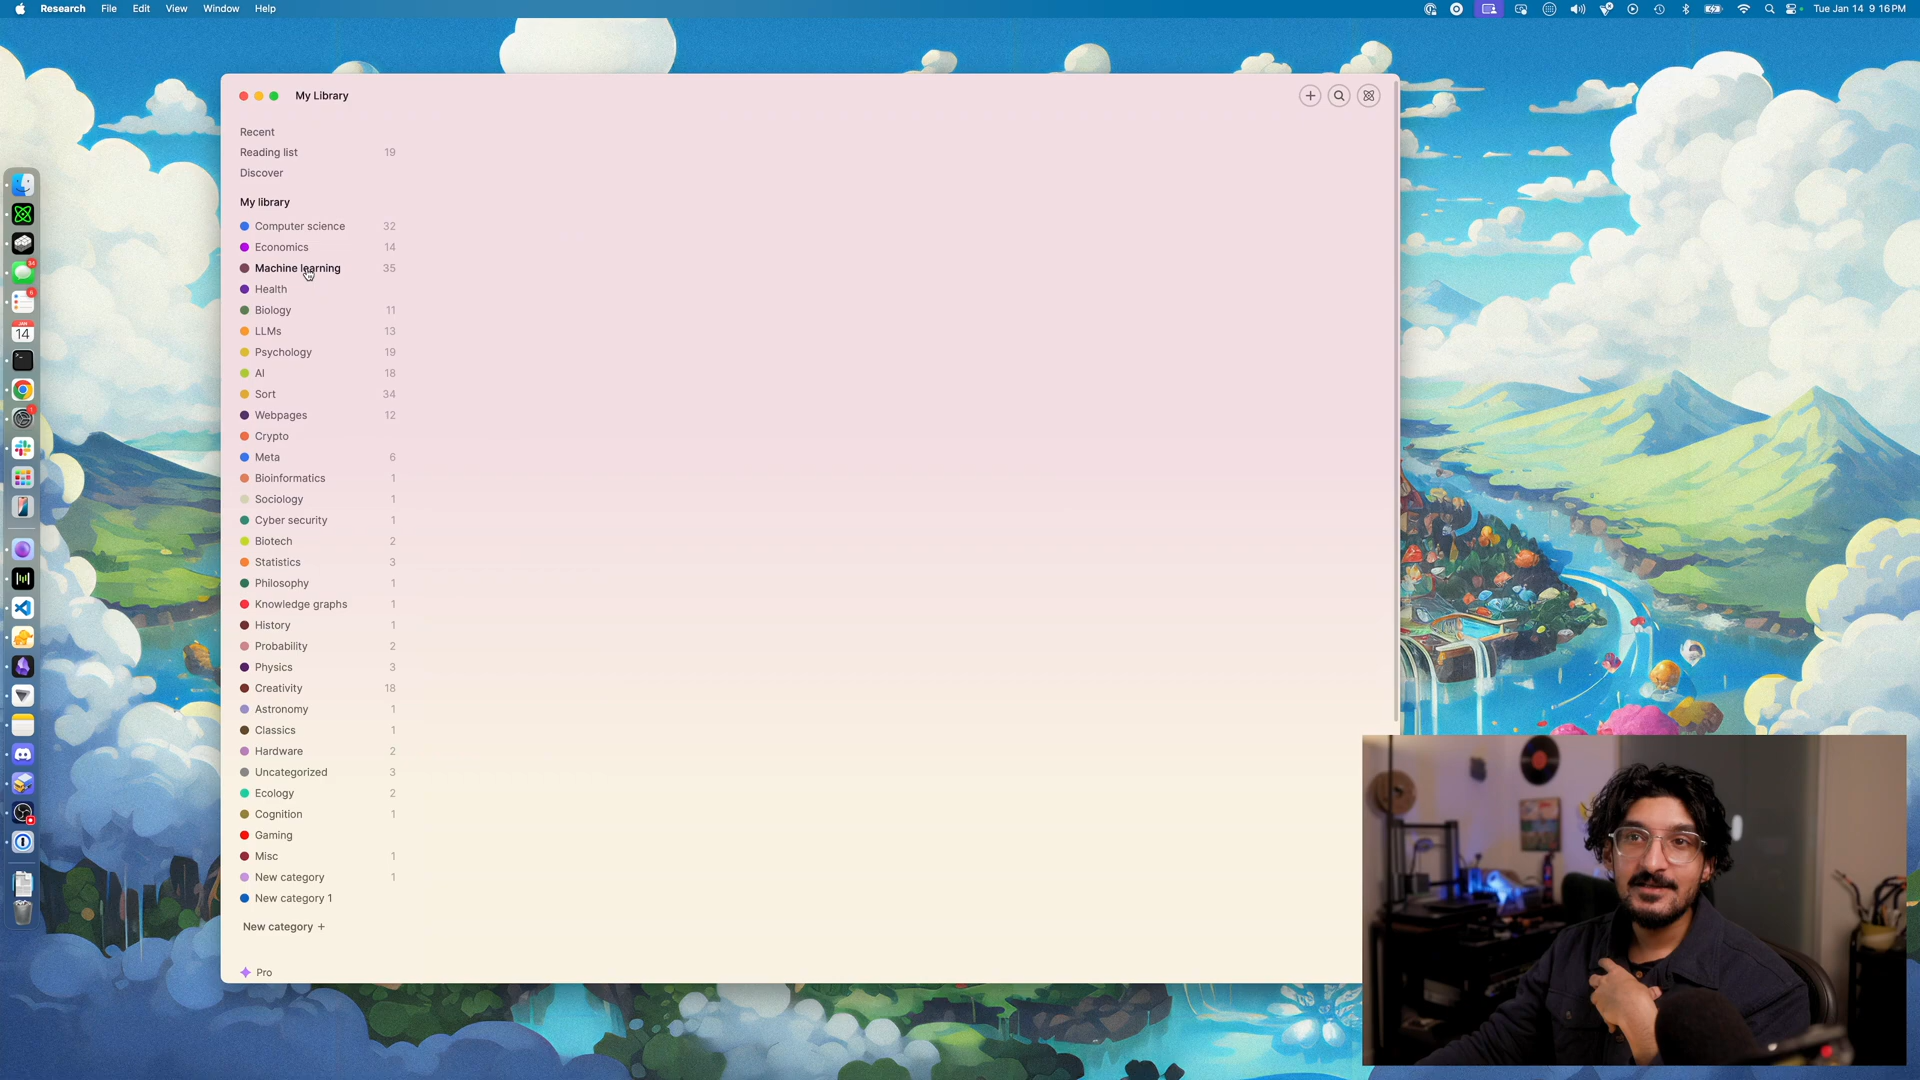 Research File Edit View Window Help Tue Jan 14 9 16 PM
My Library
Recent
Reading list 19
Discover
My library
Computer science 32
Economics 14
Machine learning 35
Health
Biology 11
LLMs 13
Psychology 19
AI 18
Sort 34
Webpages 12
Crypto
Meta 6
Bioinformatics 1
Sociology 1
Cyber security 1
Biotech 2
Statistics 3
Philosophy 1
Knowledge graphs 1
History 1
Probability 2
Physics 3
Creativity 18
Astronomy 1
Classics 1
Hardware 2
Uncategorized 3
Ecology 2
Cognition 1
Gaming
Misc 1
New category 1
New category 1
New category +
Pro
JAN
14